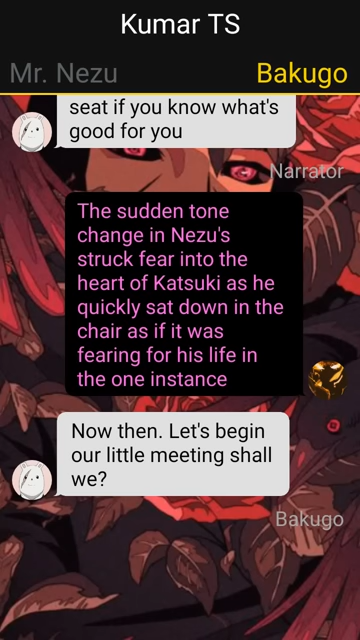 Kumar TS
Mr. Nezu
Bakugo
seat if you know what's
good for you
Narrator
The sudden tone
change in Nezu's
struck fear into the
heart of Katsuki as he
quickly sat down in the
chair as if it was
fearing for his life in
the one instance
Now then. Let's begin
our little meeting shall
we?
Bakugo